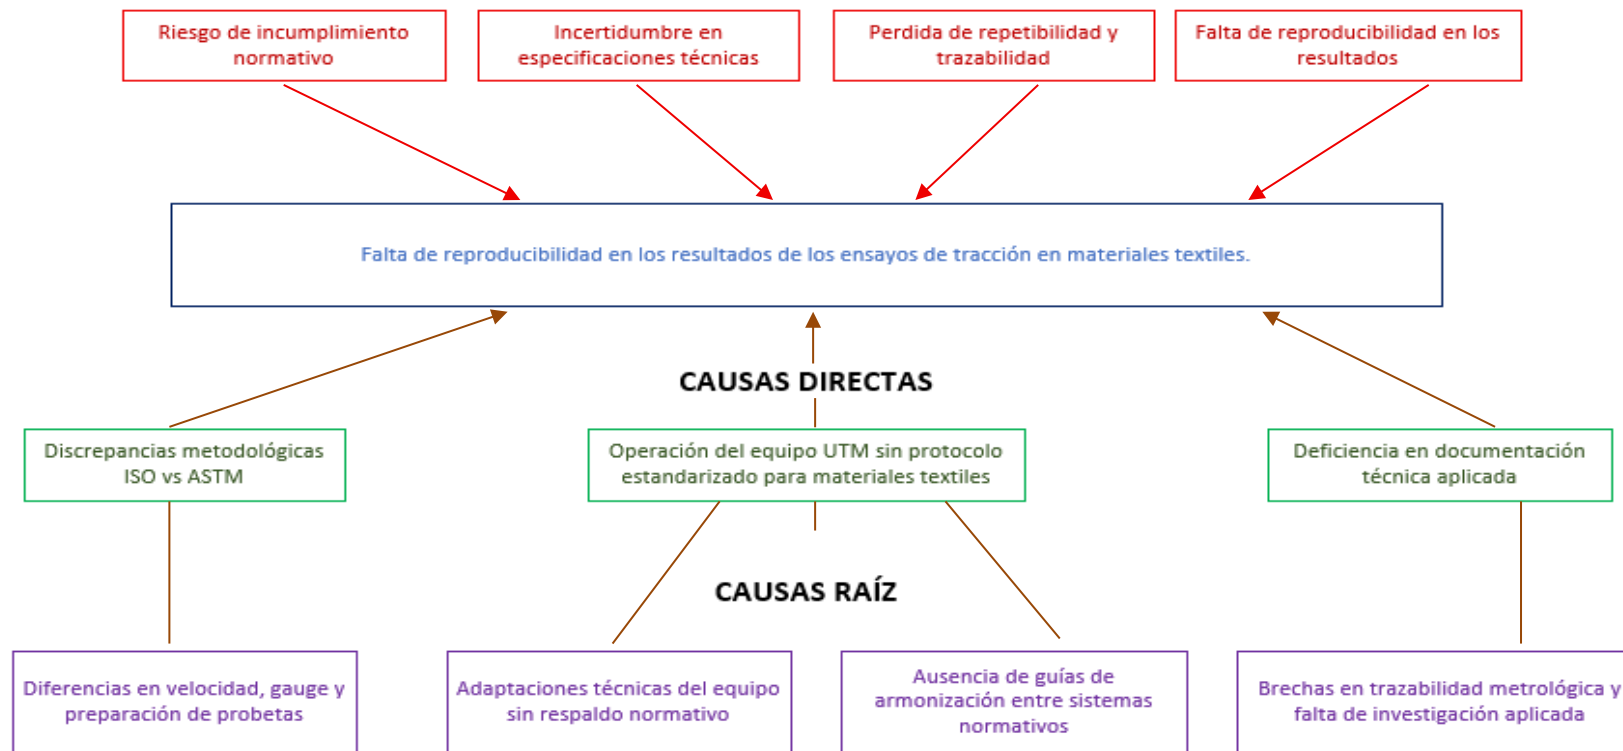 Riesgo de incumplimiento
normativo
Incertidumbre en
especificaciones técnicas
Perdida de repetibilidad y
trazabilidad
Falta de reproducibilidad en los
resultados
Falta de reproducibilidad en los resultados de los ensayos de tracción en materiales textiles.
CAUSAS DIRECTAS
Discrepancias metodológicas
ISO vs ASTM
Operación del equipo UTM sin protocolo
estandarizado para materiales textiles
Deficiencia en documentación
técnica aplicada
CAUSAS RAÍZ
Diferencias en velocidad, gauge y
preparación de probetas
Adaptaciones técnicas del equipo
sin respaldo normativo
Ausencia de guías de
armonización entre sistemas
normativos
Brechas en trazabilidad metrológica y
falta de investigación aplicada